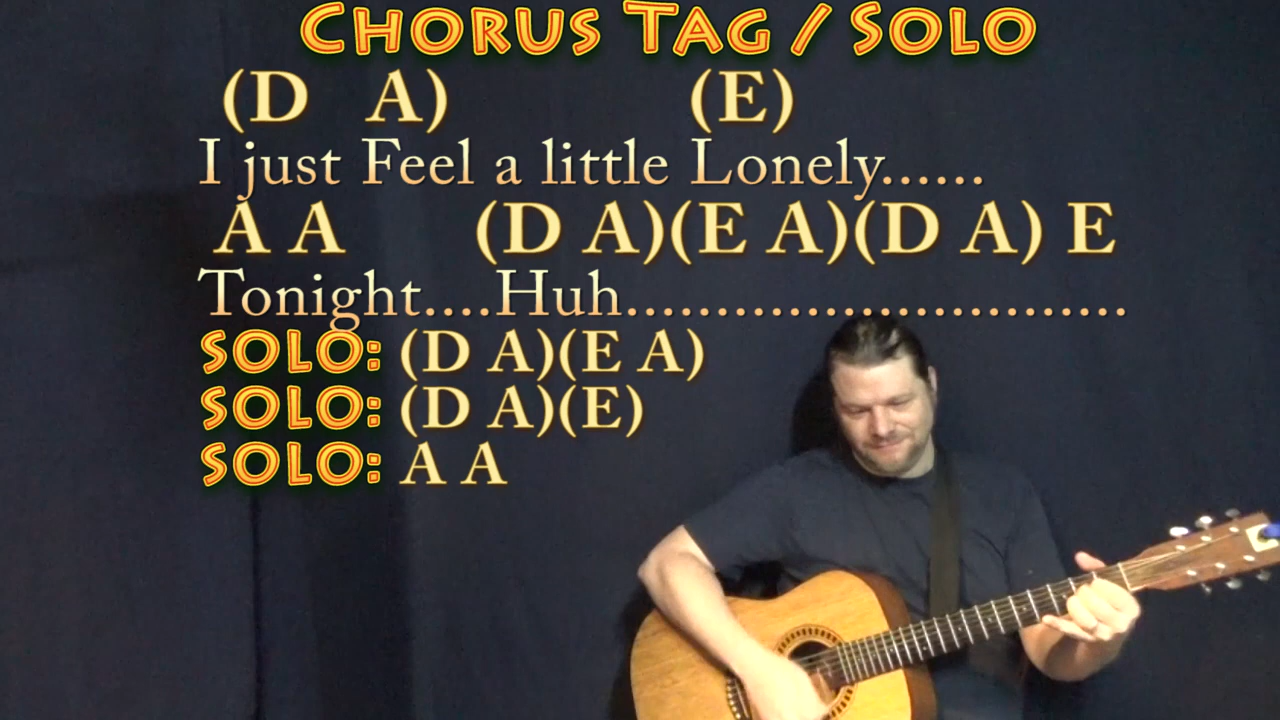 CHORUS TAG / SOLO
(D A) (E)
I just Feel a little Lonely......
A A (D A)(E A)(D A) E
Tonight....Huh............................
SOLO: (D A)(E A)
SOLO: (D A)(E)
SOLO: A A